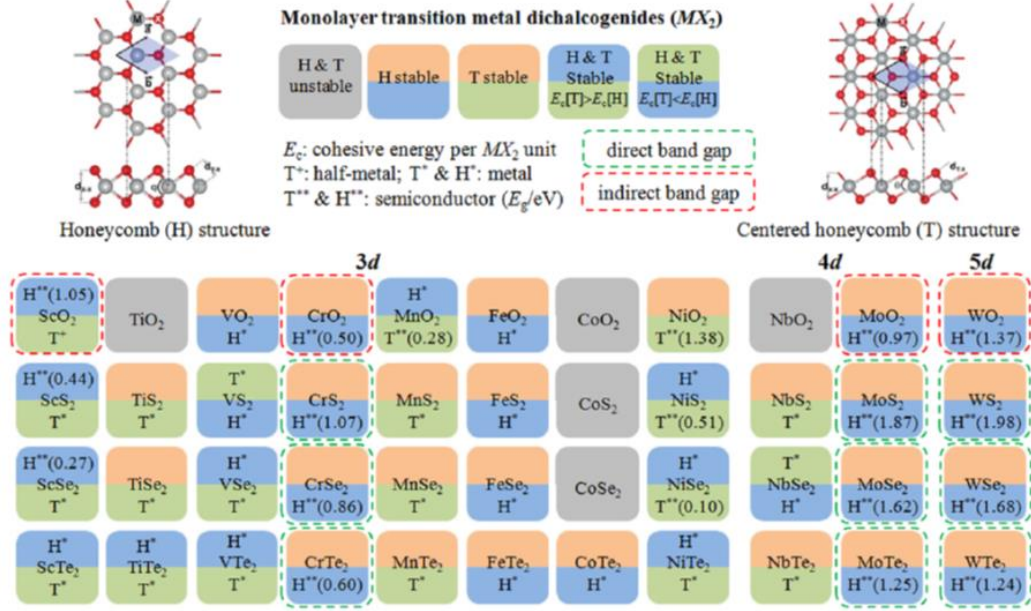 Monolayer transition metal dichalcogenides (MX₂)
H & T unstable
H stable
T stable
H & T Stable E_c[T]>E_c[H]
H & T Stable E_c[T]<E_c[H]
E_c: cohesive energy per MX₂ unit
T⁺: half-metal; T* & H*: metal
T** & H**: semiconductor (E_g/eV)
direct band gap
indirect band gap
M
X
Honeycomb (H) structure
Centered honeycomb (T) structure
3d
4d
5d
H**(1.05) ScO₂ T⁺
TiO₂
VO₂ H*
CrO₂ H**(0.50)
H* MnO₂ T**(0.28)
FeO₂ H*
CoO₂
NiO₂ T**(1.38)
NbO₂
MoO₂ H**(0.97)
WO₂ H**(1.37)
H**(0.44) ScS₂ T*
TiS₂ T*
T* VS₂ H*
CrS₂ H**(1.07)
MnS₂ T*
FeS₂ H*
CoS₂
H* NiS₂ T**(0.51)
NbS₂ T*
MoS₂ H**(1.87)
WS₂ H**(1.98)
H**(0.27) ScSe₂ T*
TiSe₂ T*
H* VSe₂ T*
CrSe₂ H**(0.86)
MnSe₂ T*
FeSe₂ H*
CoSe₂
H* NiSe₂ T**(0.10)
T* NbSe₂ H*
MoSe₂ H**(1.62)
WSe₂ H**(1.68)
H* ScTe₂ T*
H* TiTe₂ T*
H* VTe₂ T*
CrTe₂ H**(0.60)
MnTe₂ T*
FeTe₂ H*
CoTe₂ H*
H* NiTe₂ T*
NbTe₂ T*
MoTe₂ H**(1.25)
WTe₂ H**(1.24)